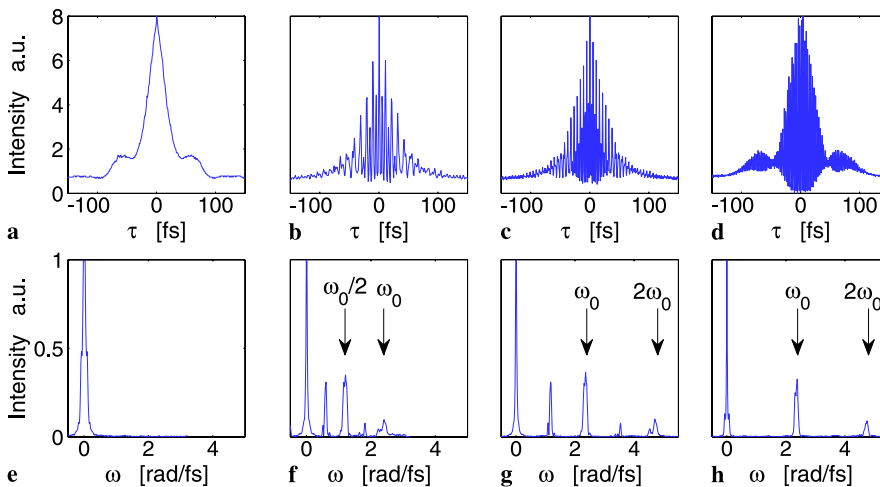 8
6
4
2
0
Intensity a.u.
-100 0 100
τ [fs]
a
-100 0 100
τ [fs]
b
-100 0 100
τ [fs]
c
-100 0 100
τ [fs]
d
1
0.5
0
Intensity a.u.
0 2 4
ω [rad/fs]
e
ω₀/2 ω₀
0 2 4
ω [rad/fs]
f
ω₀ 2ω₀
0 2 4
ω [rad/fs]
g
ω₀ 2ω₀
0 2 4
ω [rad/fs]
h